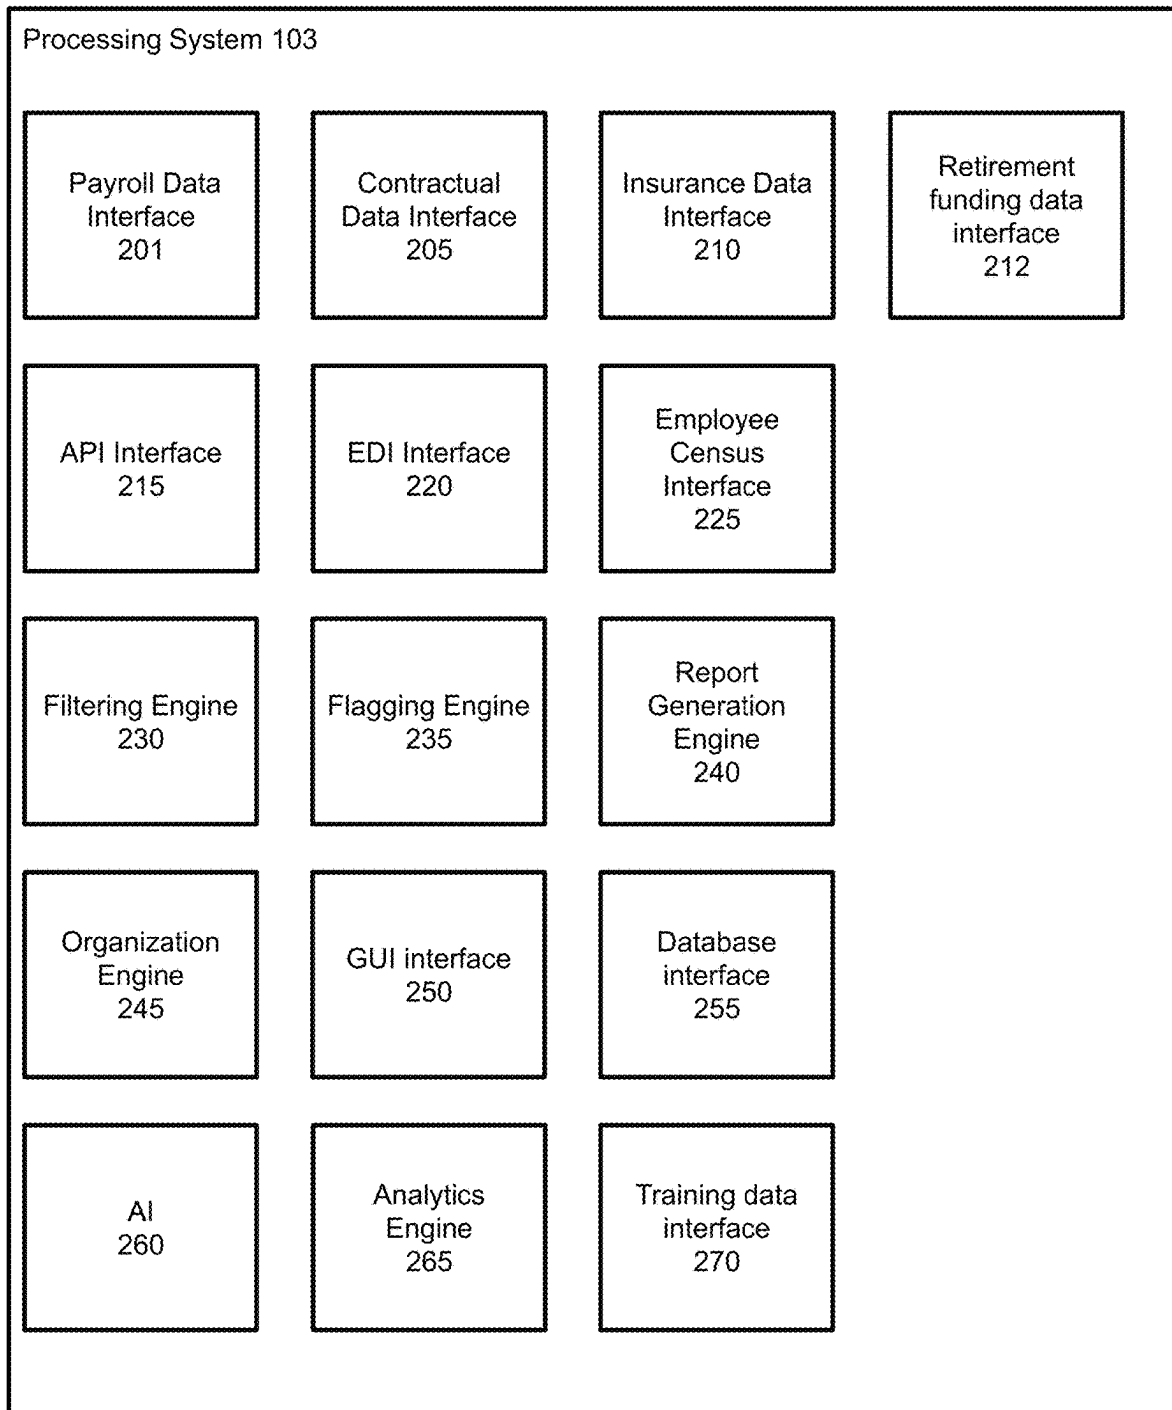 Processing System 103
Payroll Data
Interface
201
Contractual
Data Interface
205
Insurance Data
Interface
210
Retirement
funding data
interface
212
API Interface
215
EDI Interface
220
Employee
Census
Interface
225
Filtering Engine
230
Flagging Engine
235
Report
Generation
Engine
240
Organization
Engine
245
GUI interface
250
Database
interface
255
AI
260
Analytics
Engine
265
Training data
interface
270